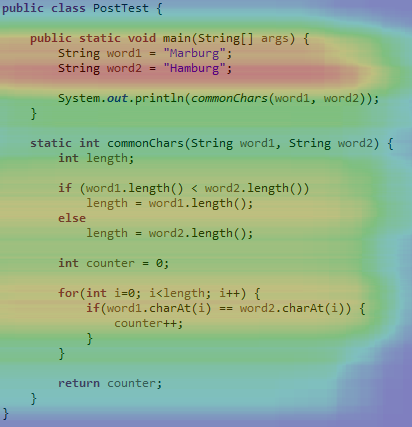 public class PostTest {
public static void main(String[] args) {
String word1 = "Marburg";
String word2 = "Hamburg";
System.out.println(commonChars(word1, word2));
}
static int commonChars(String word1, String word2) {
int length;
if (word1.length() < word2.length())
length = word1.length();
else
length = word2.length();
int counter = 0;
for(int i=0; i<length; i++) {
if(word1.charAt(i) == word2.charAt(i)) {
counter++;
}
}
return counter;
}
}